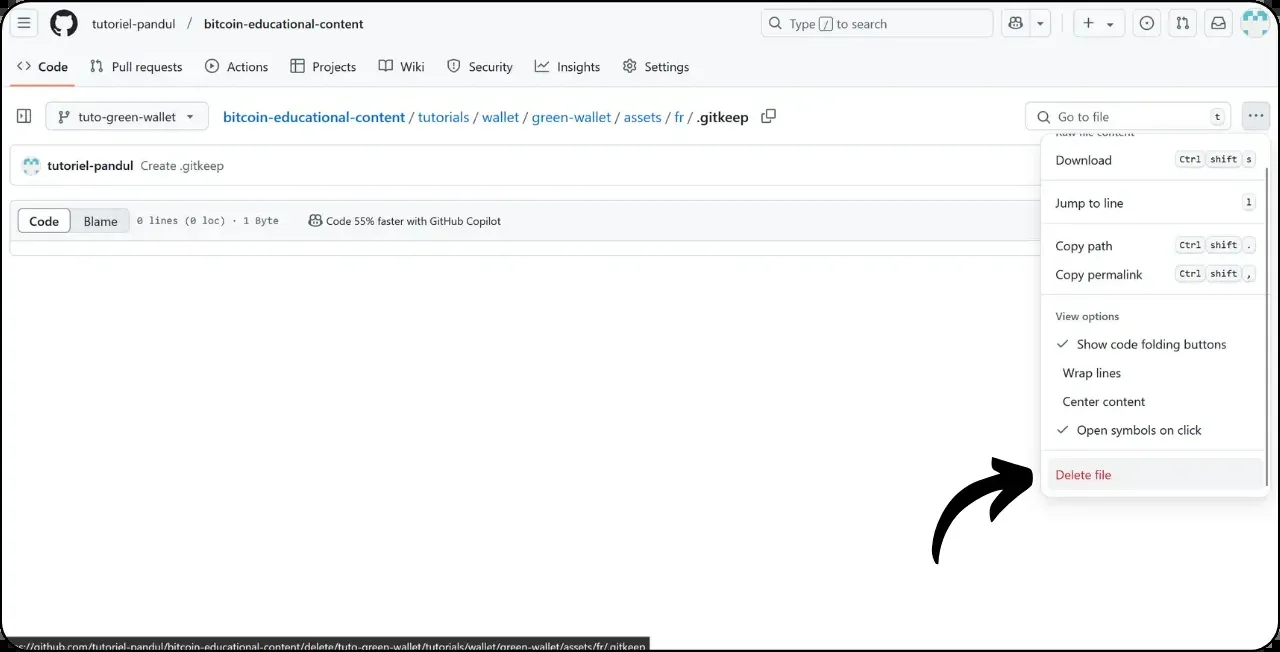 tutoriel-pandul / bitcoin-educational-content
Type / to search
Code Pull requests Actions Projects Wiki Security Insights Settings
tuto-green-wallet bitcoin-educational-content / tutorials / wallet / green-wallet / assets / fr / .gitkeep
Go to file t
Raw file content
tutoriel-pandul Create .gitkeep
Download Ctrl shift s
Jump to line l
Code Blame 0 lines (0 loc) · 1 Byte Code 55% faster with GitHub Copilot
Copy path Ctrl shift .
Copy permalink Ctrl shift ,
View options
Show code folding buttons
Wrap lines
Center content
Open symbols on click
Delete file
s://github.com/tutoriel-pandul/bitcoin-educational-content/delete/tuto-green-wallet/tutorials/wallet/green-wallet/assets/fr/.gitkeep